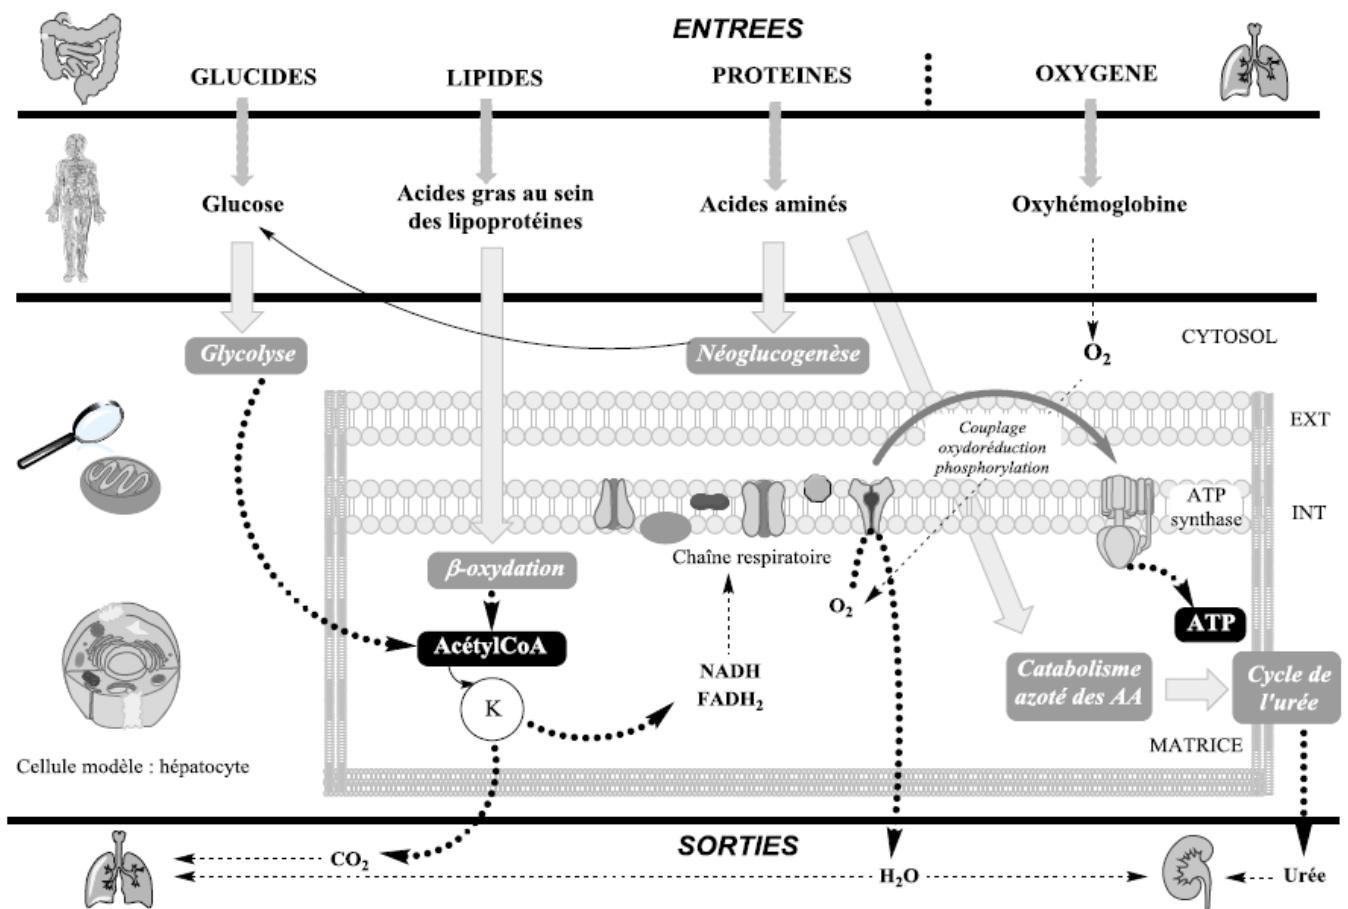 ENTREES
GLUCIDES
LIPIDES
PROTEINES
OXYGENE
Glucose
Acides gras au sein
des lipoprotéines
Acides aminés
Oxyhémoglobine
Glycolyse
Néoglucogenèse
O₂
CYTOSOL
EXT
Couplage
oxydoréduction
phosphorylation
ATP
synthase
INT
Chaîne respiratoire
β-oxydation
O₂
ATP
AcétylCoA
NADH
FADH₂
K
Catabolisme
azoté des AA
Cycle de
l'urée
MATRICE
Cellule modèle : hépatocyte
SORTIES
CO₂
H₂O
Urée